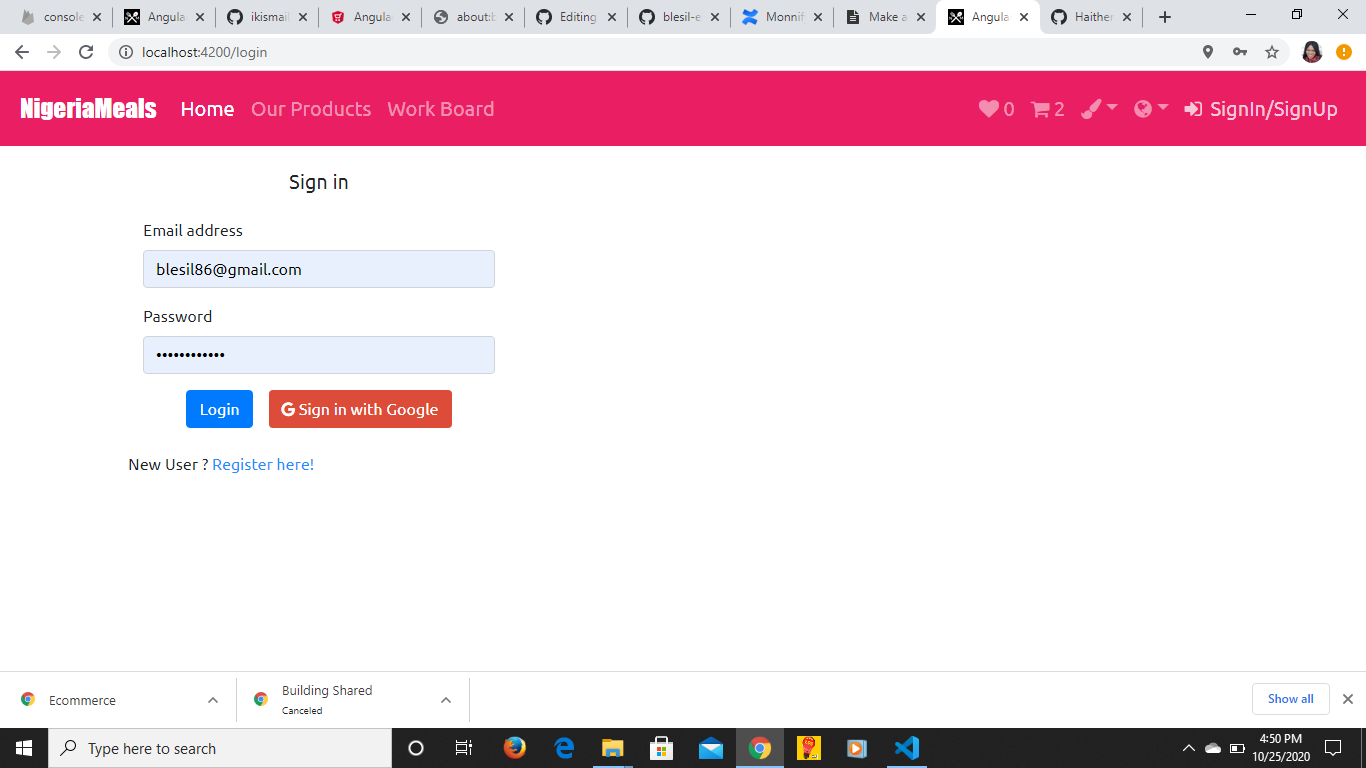 console
Angula
ikismail
Angula
about:b
Editing
blesil-e
Monnif
Make a
Angula
Haither
localhost:4200/login
NigeriaMeals Home Our Products Work Board 0 2 SignIn/SignUp
Sign in
Email address
blesil86@gmail.com
Password
••••••••••••
Login G Sign in with Google
New User ? Register here!
Ecommerce
Building Shared
Canceled
Show all
Type here to search
4:50 PM
10/25/2020